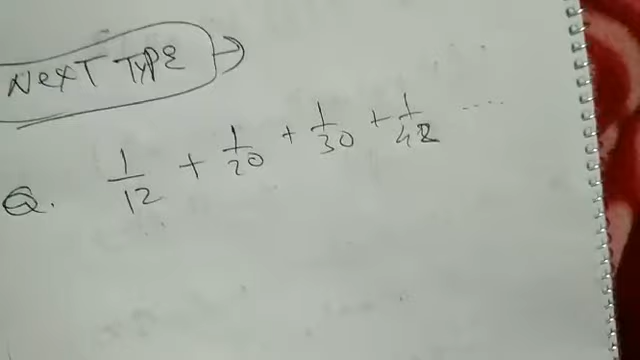 NEXT TYPE →
Q. 1/12 + 1/20 + 1/30 + 1/42 ....